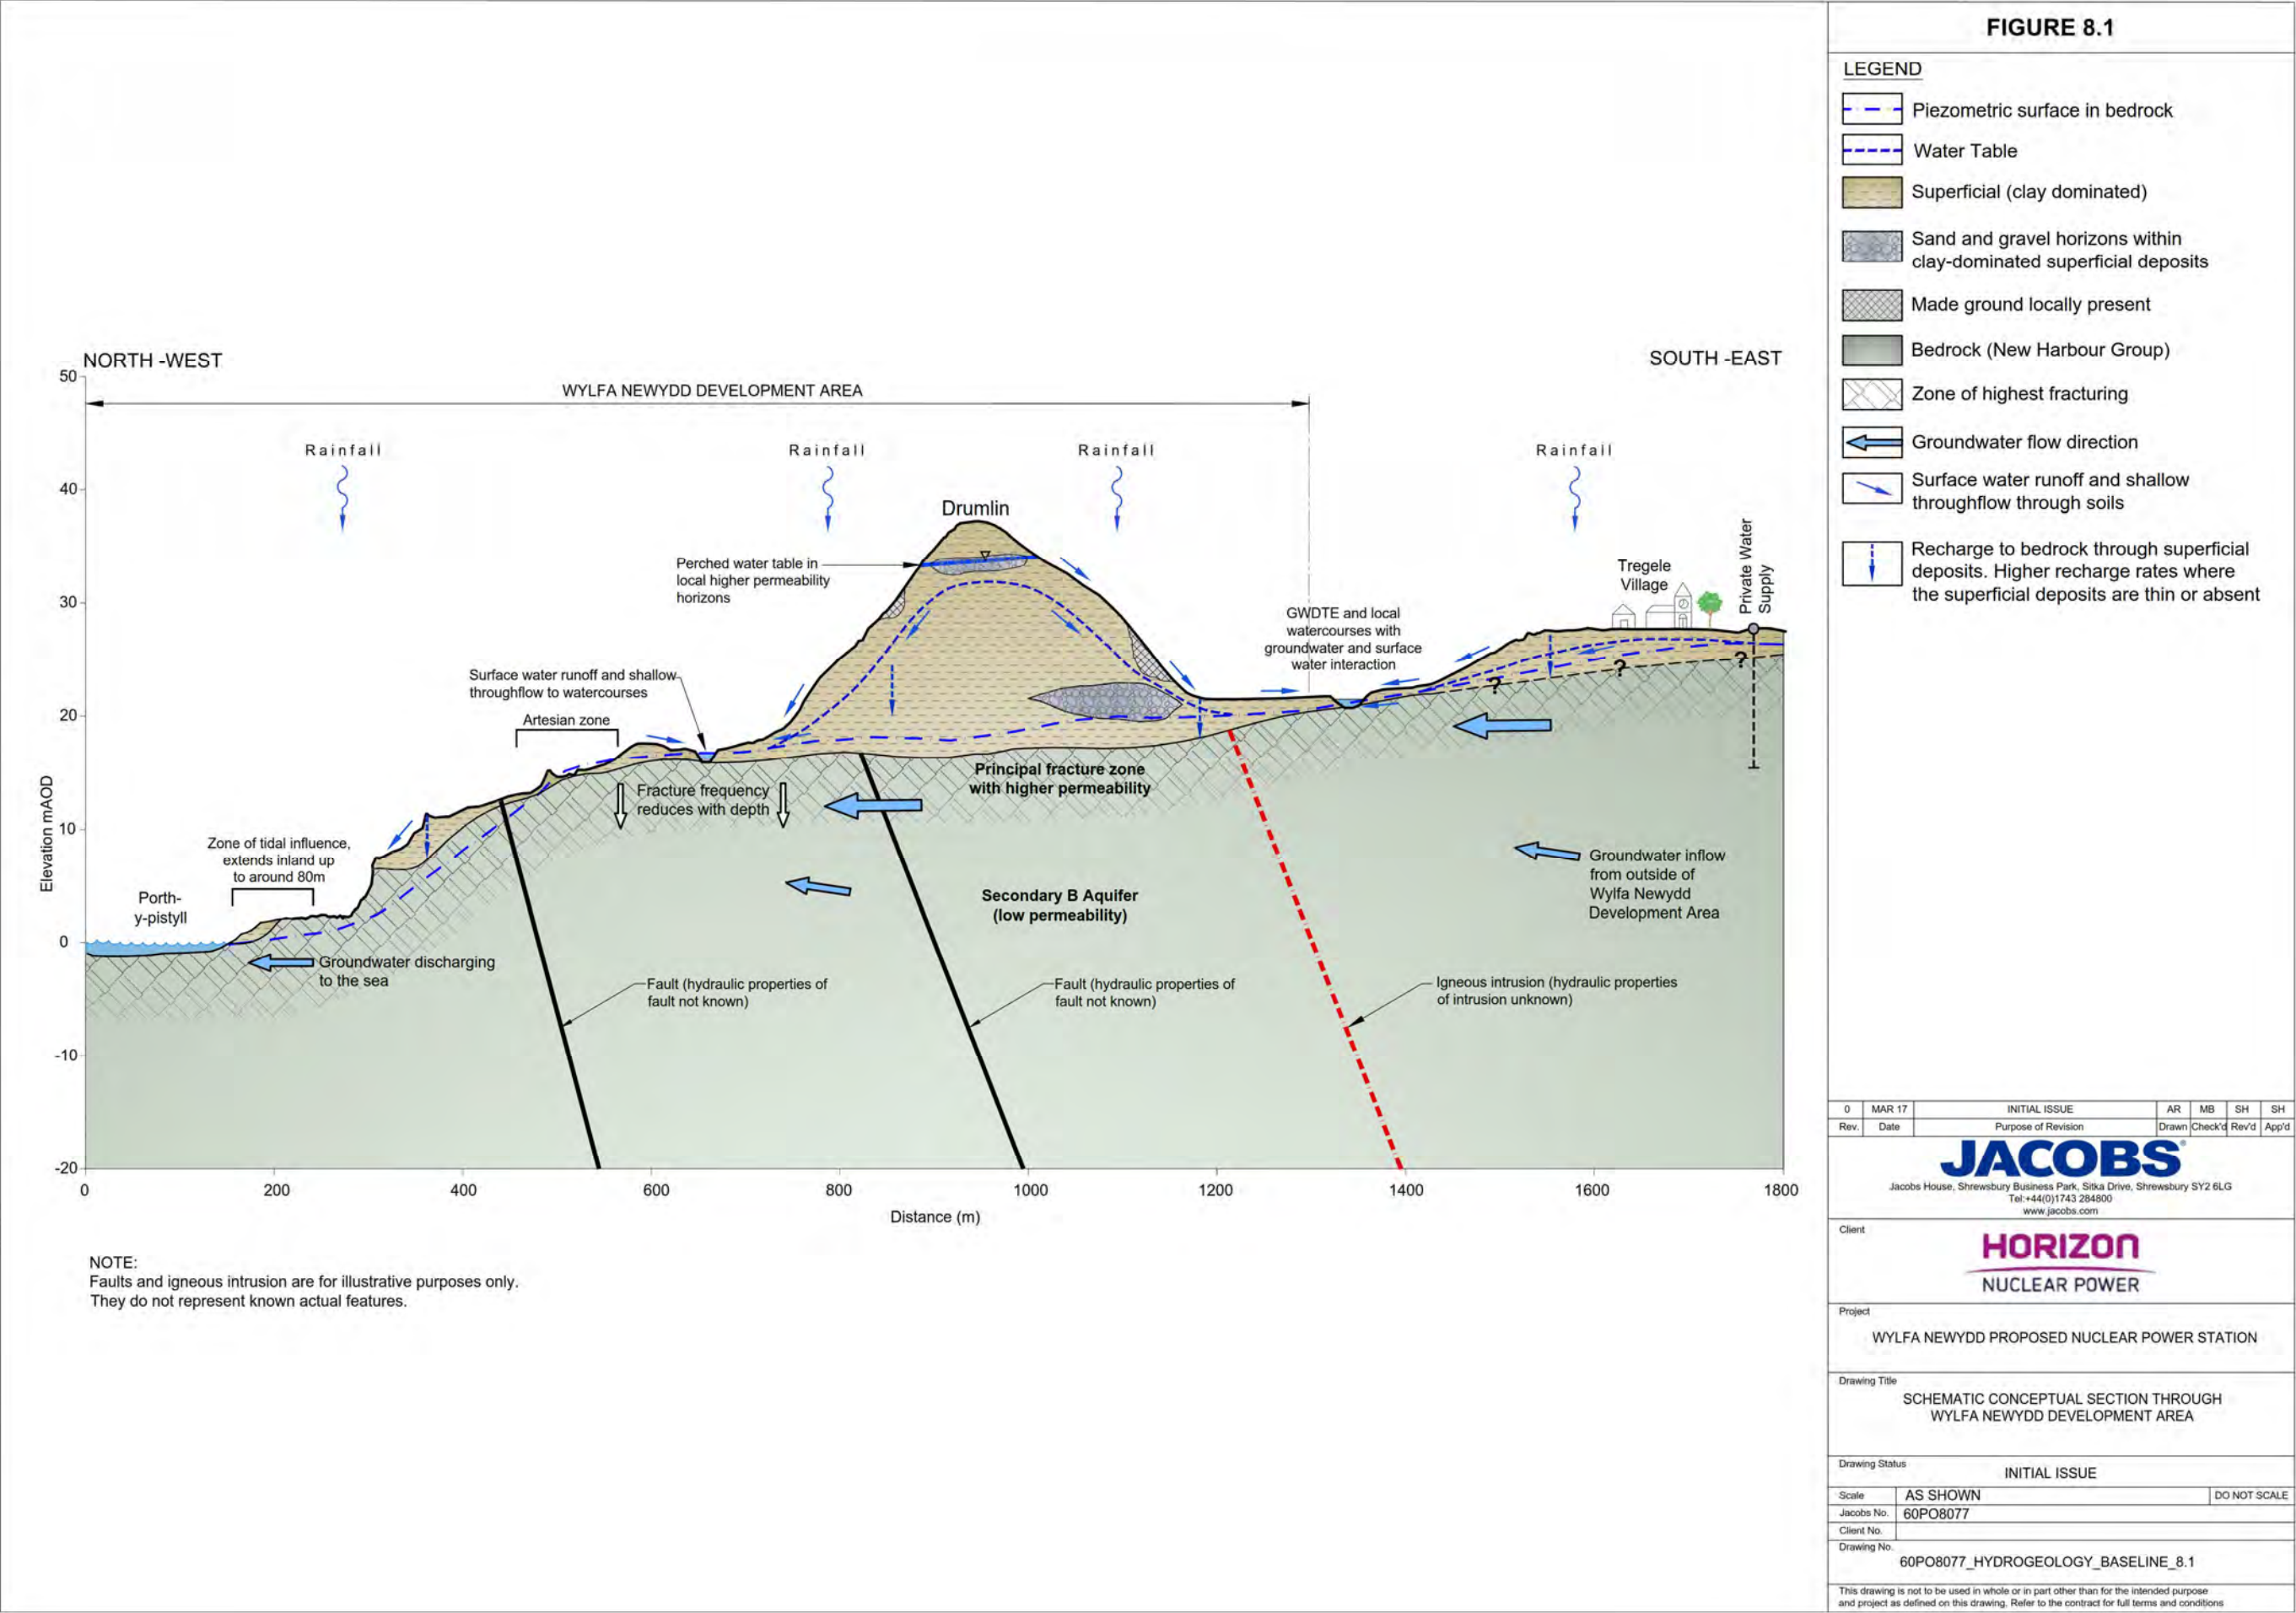 NORTH -WEST
SOUTH -EAST
WYLFA NEWYDD DEVELOPMENT AREA
50
40
30
20
10
0
-10
-20
Elevation mAOD
Rainfall
Rainfall
Rainfall
Rainfall
Drumlin
Perched water table in
local higher permeability
horizons
Tregele
Village
Private Water
Supply
GWDTE and local
watercourses with
groundwater and surface
water interaction
Surface water runoff and shallow
throughflow to watercourses
Artesian zone
?
?
?
Principal fracture zone
with higher permeability
Fracture frequency
reduces with depth
Zone of tidal influence,
extends inland up
to around 80m
Porth-
y-pistyll
Groundwater inflow
from outside of
Wylfa Newydd
Development Area
Secondary B Aquifer
(low permeability)
Groundwater discharging
to the sea
Fault (hydraulic properties of
fault not known)
Fault (hydraulic properties of
fault not known)
Igneous intrusion (hydraulic properties
of intrusion unknown)
0
200
400
600
800
1000
1200
1400
1600
1800
Distance (m)
NOTE:
Faults and igneous intrusion are for illustrative purposes only.
They do not represent known actual features.
FIGURE 8.1
LEGEND
Piezometric surface in bedrock
Water Table
Superficial (clay dominated)
Sand and gravel horizons within
clay-dominated superficial deposits
Made ground locally present
Bedrock (New Harbour Group)
Zone of highest fracturing
Groundwater flow direction
Surface water runoff and shallow
throughflow through soils
Recharge to bedrock through superficial
deposits. Higher recharge rates where
the superficial deposits are thin or absent
0 MAR 17 INITIAL ISSUE AR MB SH SH
Rev. Date Purpose of Revision Drawn Check'd Rev'd App'd
JACOBS®
Jacobs House, Shrewsbury Business Park, Sitka Drive, Shrewsbury SY2 6LG
Tel:+44(0)1743 284800
www.jacobs.com
Client
HORIZON
NUCLEAR POWER
Project
WYLFA NEWYDD PROPOSED NUCLEAR POWER STATION
Drawing Title
SCHEMATIC CONCEPTUAL SECTION THROUGH
WYLFA NEWYDD DEVELOPMENT AREA
Drawing Status
INITIAL ISSUE
Scale AS SHOWN DO NOT SCALE
Jacobs No. 60PO8077
Client No.
Drawing No.
60PO8077_HYDROGEOLOGY_BASELINE_8.1
This drawing is not to be used in whole or in part other than for the intended purpose
and project as defined on this drawing. Refer to the contract for full terms and conditions